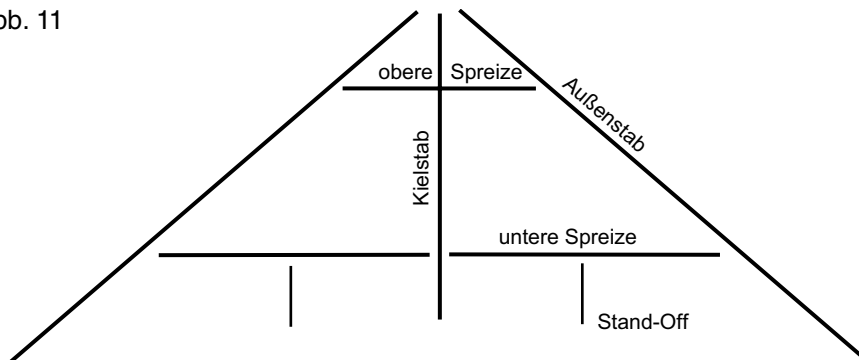 bb. 11
obere Spreize
Außenstab
Kielstab
untere Spreize
Stand-Off